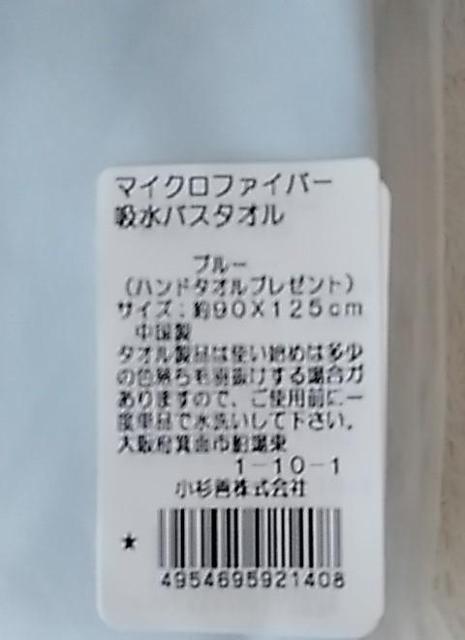 マイクロファイバー
吸水バスタオル
ブルー
（ハンドタオルプレゼント）
サイズ：約90X125cm
中国製
タオル製品は使い始めは多少
の色落ち毛羽抜けする場合が
ありますので、ご使用前に一
度単品で水洗いして下さい。
大阪府箕面市船場東
1-10-1
小杉善株式会社
★
4954695921408